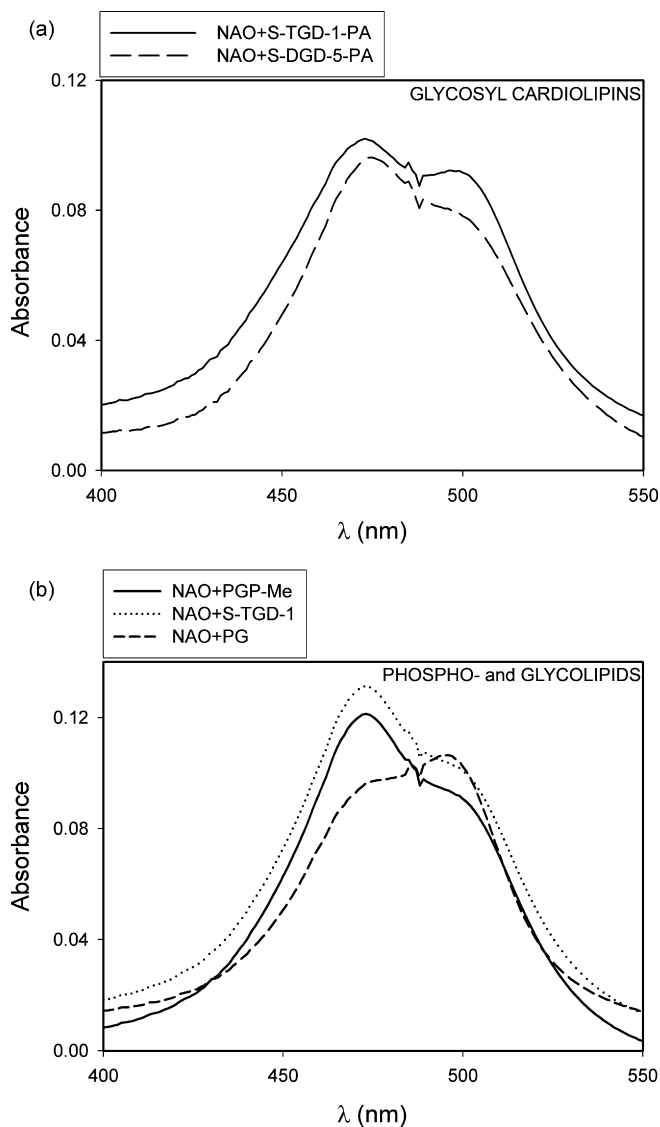 (a)
NAO+S-TGD-1-PA
NAO+S-DGD-5-PA
GLYCOSYL CARDIOLIPINS
0.12
0.08
0.04
0.00
Absorbance
400 450 500 550
λ (nm)
(b)
NAO+PGP-Me
NAO+S-TGD-1
NAO+PG
PHOSPHO- and GLYCOLIPIDS
0.12
0.08
0.04
0.00
Absorbance
400 450 500 550
λ (nm)